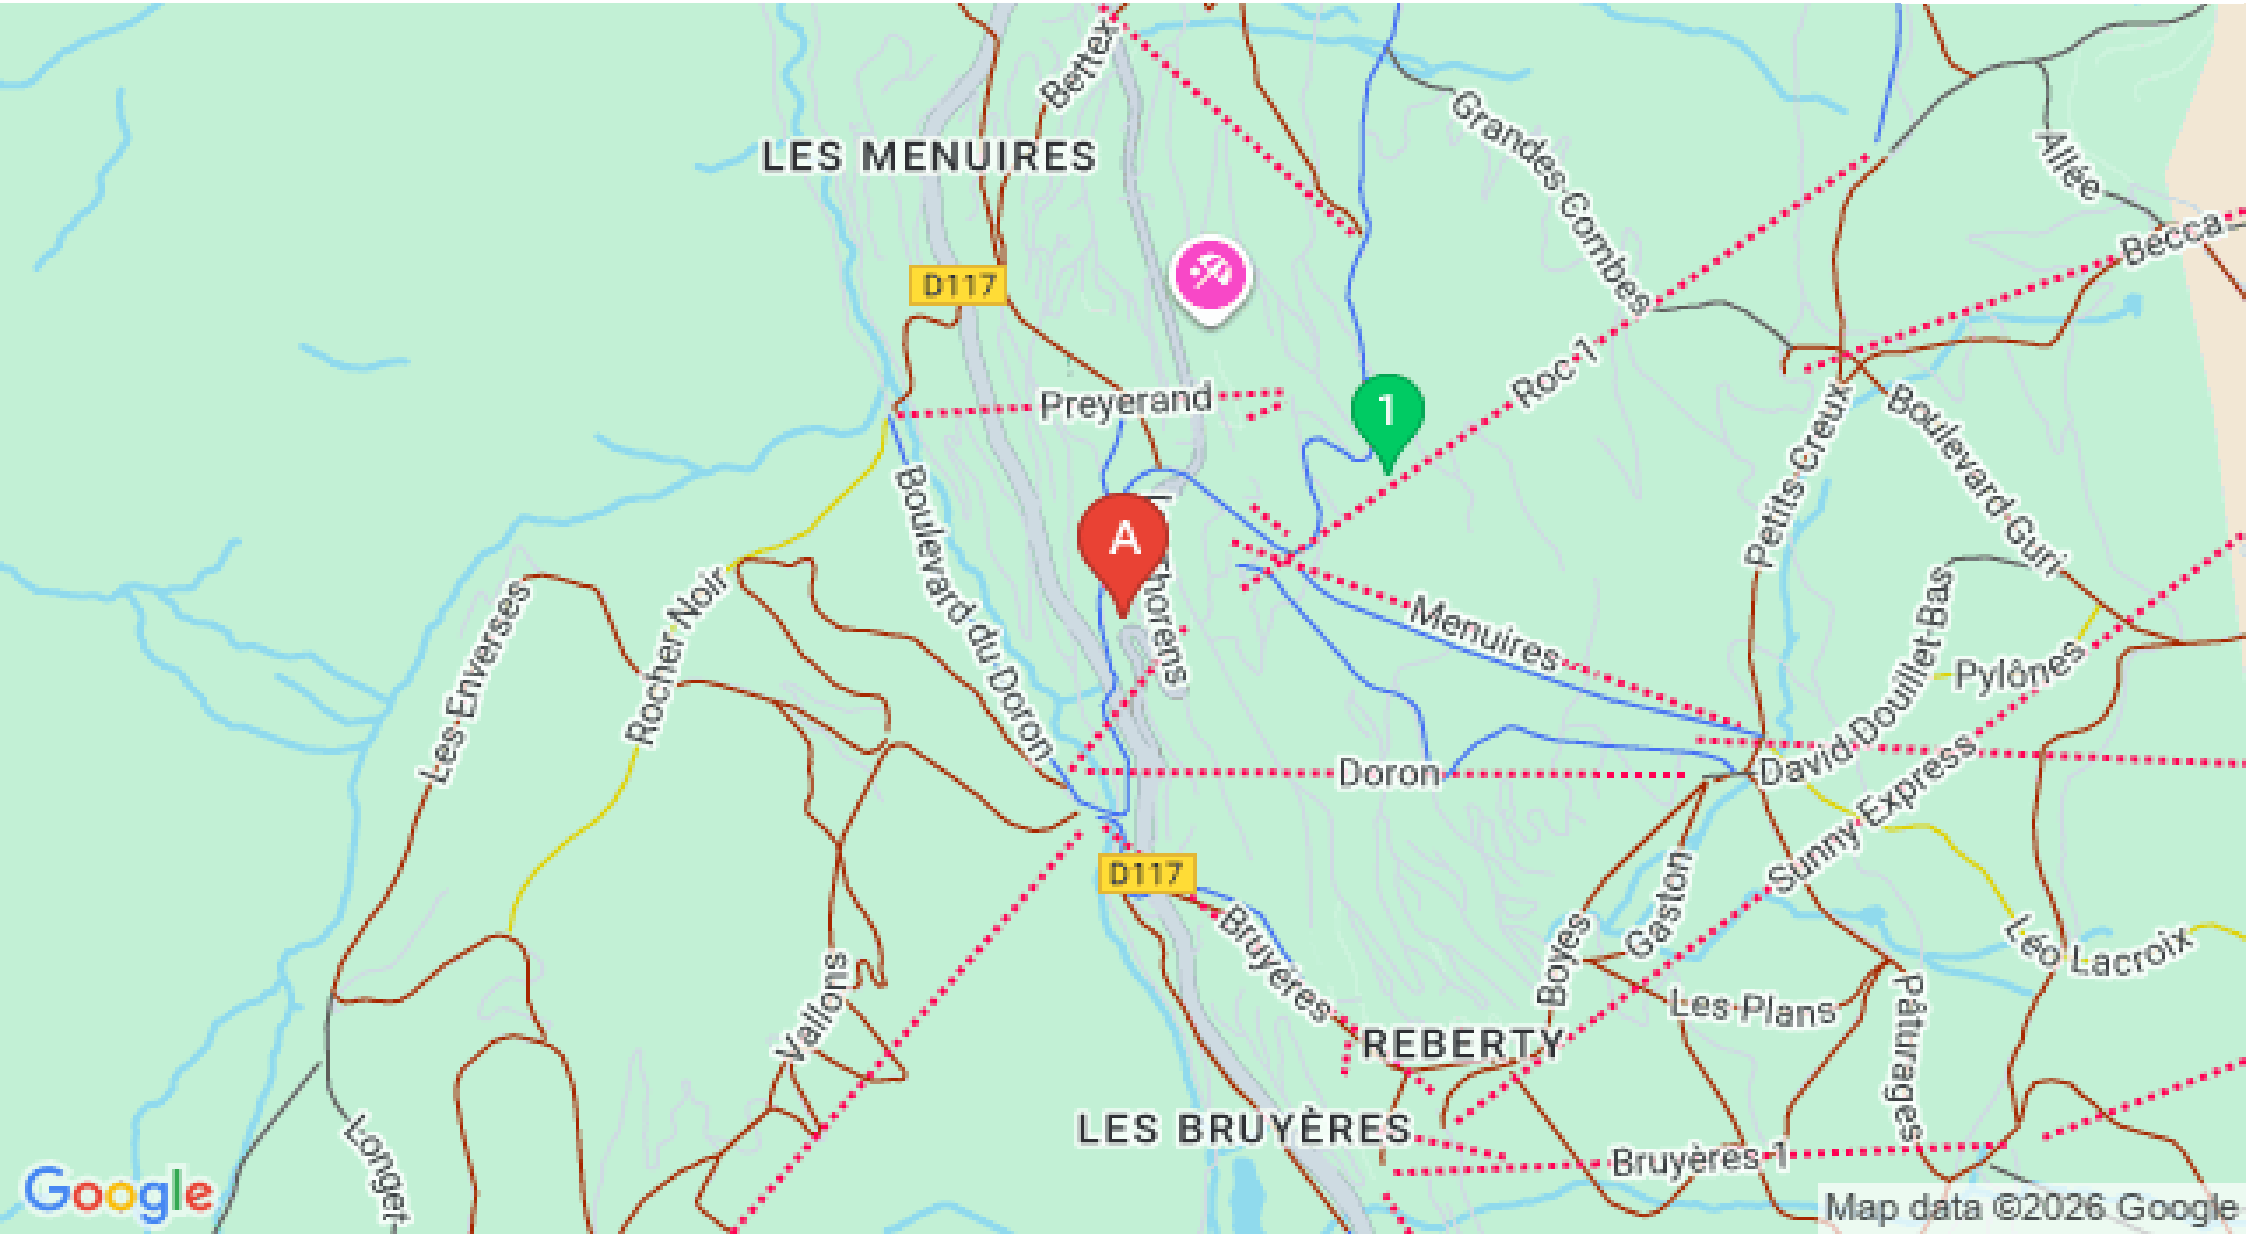 Bettex
LES MENUIRES
Grandes Combes
Allée
Becca
D117
Roc 1
Preyerand
1
Petits Creux
Boulevard Guri
A
Thorens
Boulevard du Doron
Les Enverses
Rocher Noir
Menuires
David Douillet Bas
Pylônes
Doron
Sunny Express
D117
Bruyères
Boyes
Gaston
Léo Lacroix
Vallons
REBERTY
Les Plans
Pâturages
LES BRUYÈRES
Bruyères 1
Longet
Google
Map data ©2026 Google